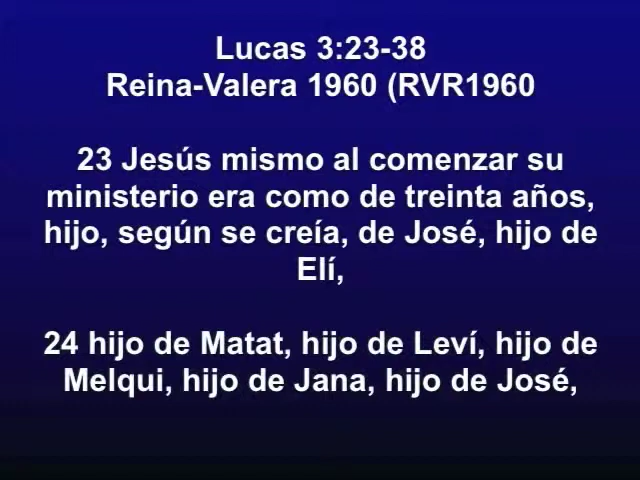 Lucas 3:23-38
Reina-Valera 1960 (RVR1960
23 Jesús mismo al comenzar su
ministerio era como de treinta años,
hijo, según se creía, de José, hijo de
Elí,
24 hijo de Matat, hijo de Leví, hijo de
Melqui, hijo de Jana, hijo de José,